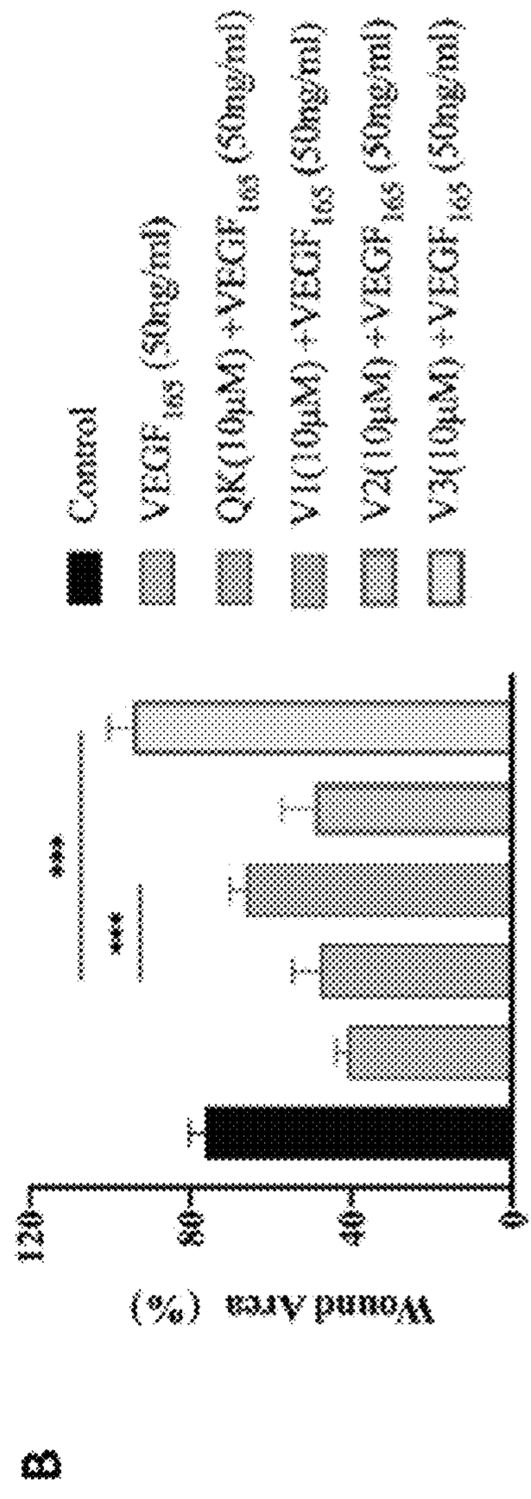 B
Wound Area (%)
120
80
40
0
***
***
Control
VEGF165 (50ng/ml)
QK(10μM) +VEGF165 (50ng/ml)
V1(10μM) +VEGF165 (50ng/ml)
V2(10μM) +VEGF165 (50ng/ml)
V3(10μM) +VEGF165 (50ng/ml)